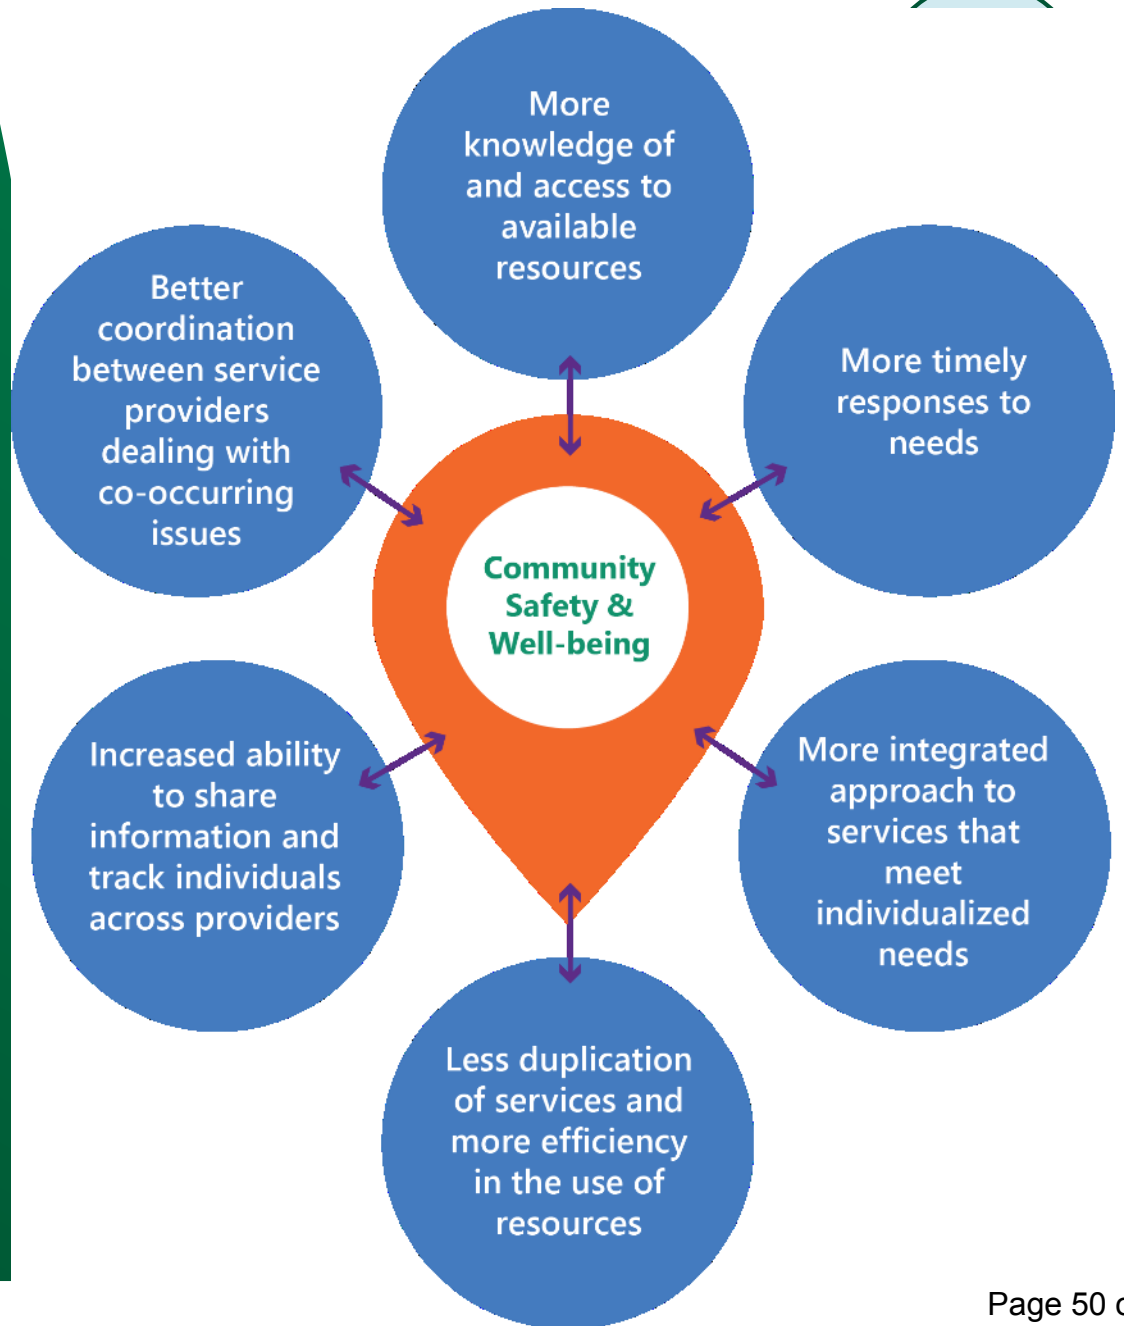 More
knowledge of
and access to
available
resources
Better
coordination
between service
providers
dealing with
co-occurring
issues
More timely
responses to
needs
Community
Safety &
Well-being
Increased ability
to share
information and
track individuals
across providers
More integrated
approach to
services that
meet
individualized
needs
Less duplication
of services and
more efficiency
in the use of
resources
Page 50